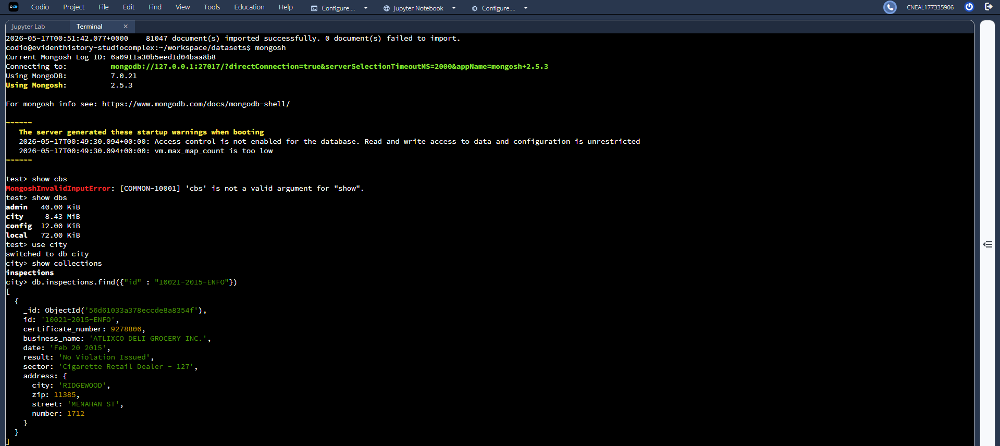 Codio Project File Edit Find View Tools Education Help Configure.... Jupyter Notebook Configure.... CNEAL177335906
Jupyter Lab Terminal ×
2026-05-17T00:51:42.077+0000    81047 document(s) imported successfully. 0 document(s) failed to import.
codio@evidenthistory-studiocomplex:~/workspace/datasets$ mongosh
Current Mongosh Log ID: 6a0911a30b5eed1d04baa8b8
Connecting to:          mongodb://127.0.0.1:27017/?directConnection=true&serverSelectionTimeoutMS=2000&appName=mongosh+2.5.3
Using MongoDB:          7.0.21
Using Mongosh:          2.5.3
For mongosh info see: https://www.mongodb.com/docs/mongodb-shell/
------
   The server generated these startup warnings when booting
   2026-05-17T00:49:30.094+00:00: Access control is not enabled for the database. Read and write access to data and configuration is unrestricted
   2026-05-17T00:49:30.094+00:00: vm.max_map_count is too low
------
test> show cbs
MongoshInvalidInputError: [COMMON-10001] 'cbs' is not a valid argument for "show".
test> show dbs
admin   40.00 KiB
city     8.43 MiB
config  12.00 KiB
local   72.00 KiB
test> use city
switched to db city
city> show collections
inspections
city> db.inspections.find({"id" : "10021-2015-ENFO"})
[
  {
    _id: ObjectId('56d61033a378eccde8a8354f'),
    id: '10021-2015-ENFO',
    certificate_number: 9278806,
    business_name: 'ATLIXCO DELI GROCERY INC.',
    date: 'Feb 20 2015',
    result: 'No Violation Issued',
    sector: 'Cigarette Retail Dealer - 127',
    address: {
      city: 'RIDGEWOOD',
      zip: 11385,
      street: 'MENAHAN ST',
      number: 1712
    }
  }
]